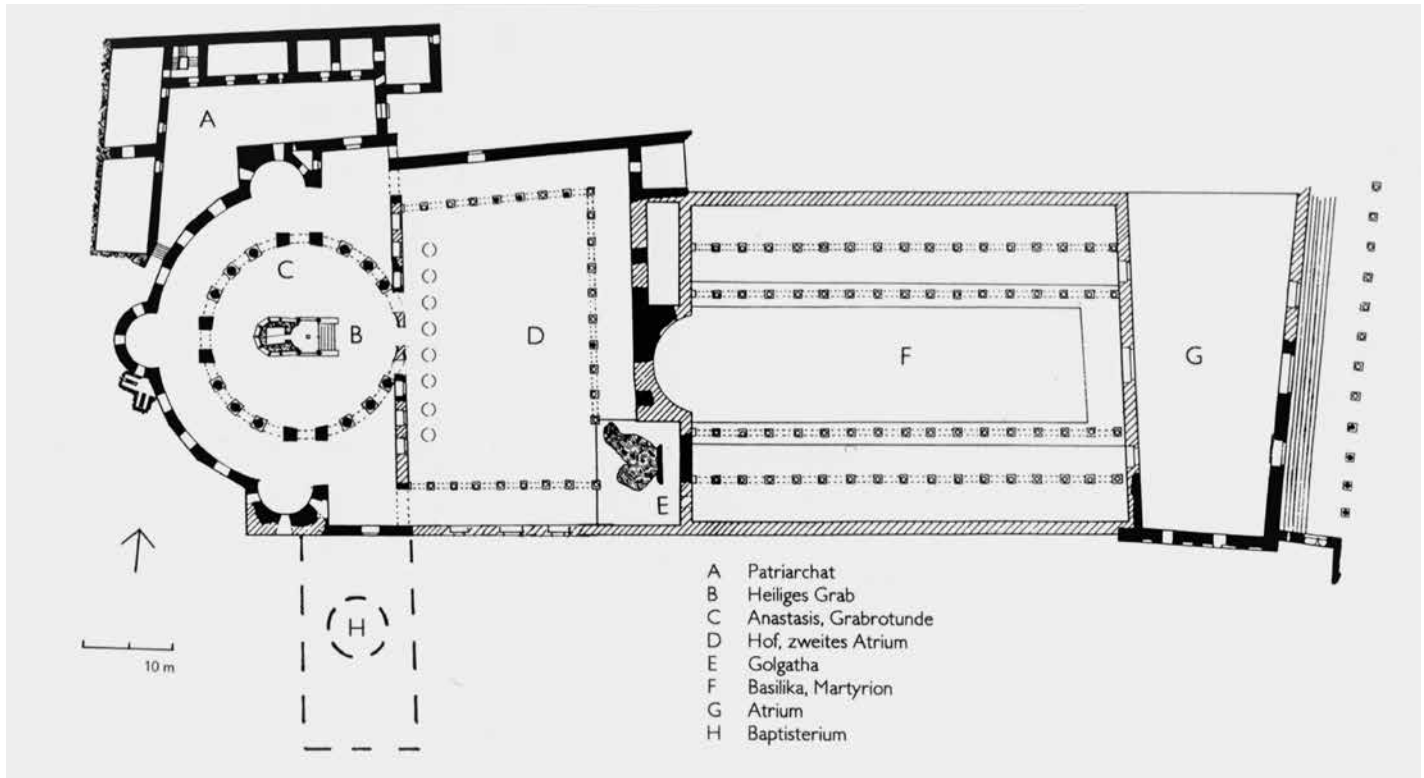 A
C
B
D
F
G
E
H
10 m
A Patriarchat
B Heiliges Grab
C Anastasis, Grabrotunde
D Hof, zweites Atrium
E Golgatha
F Basilika, Martyrion
G Atrium
H Baptisterium